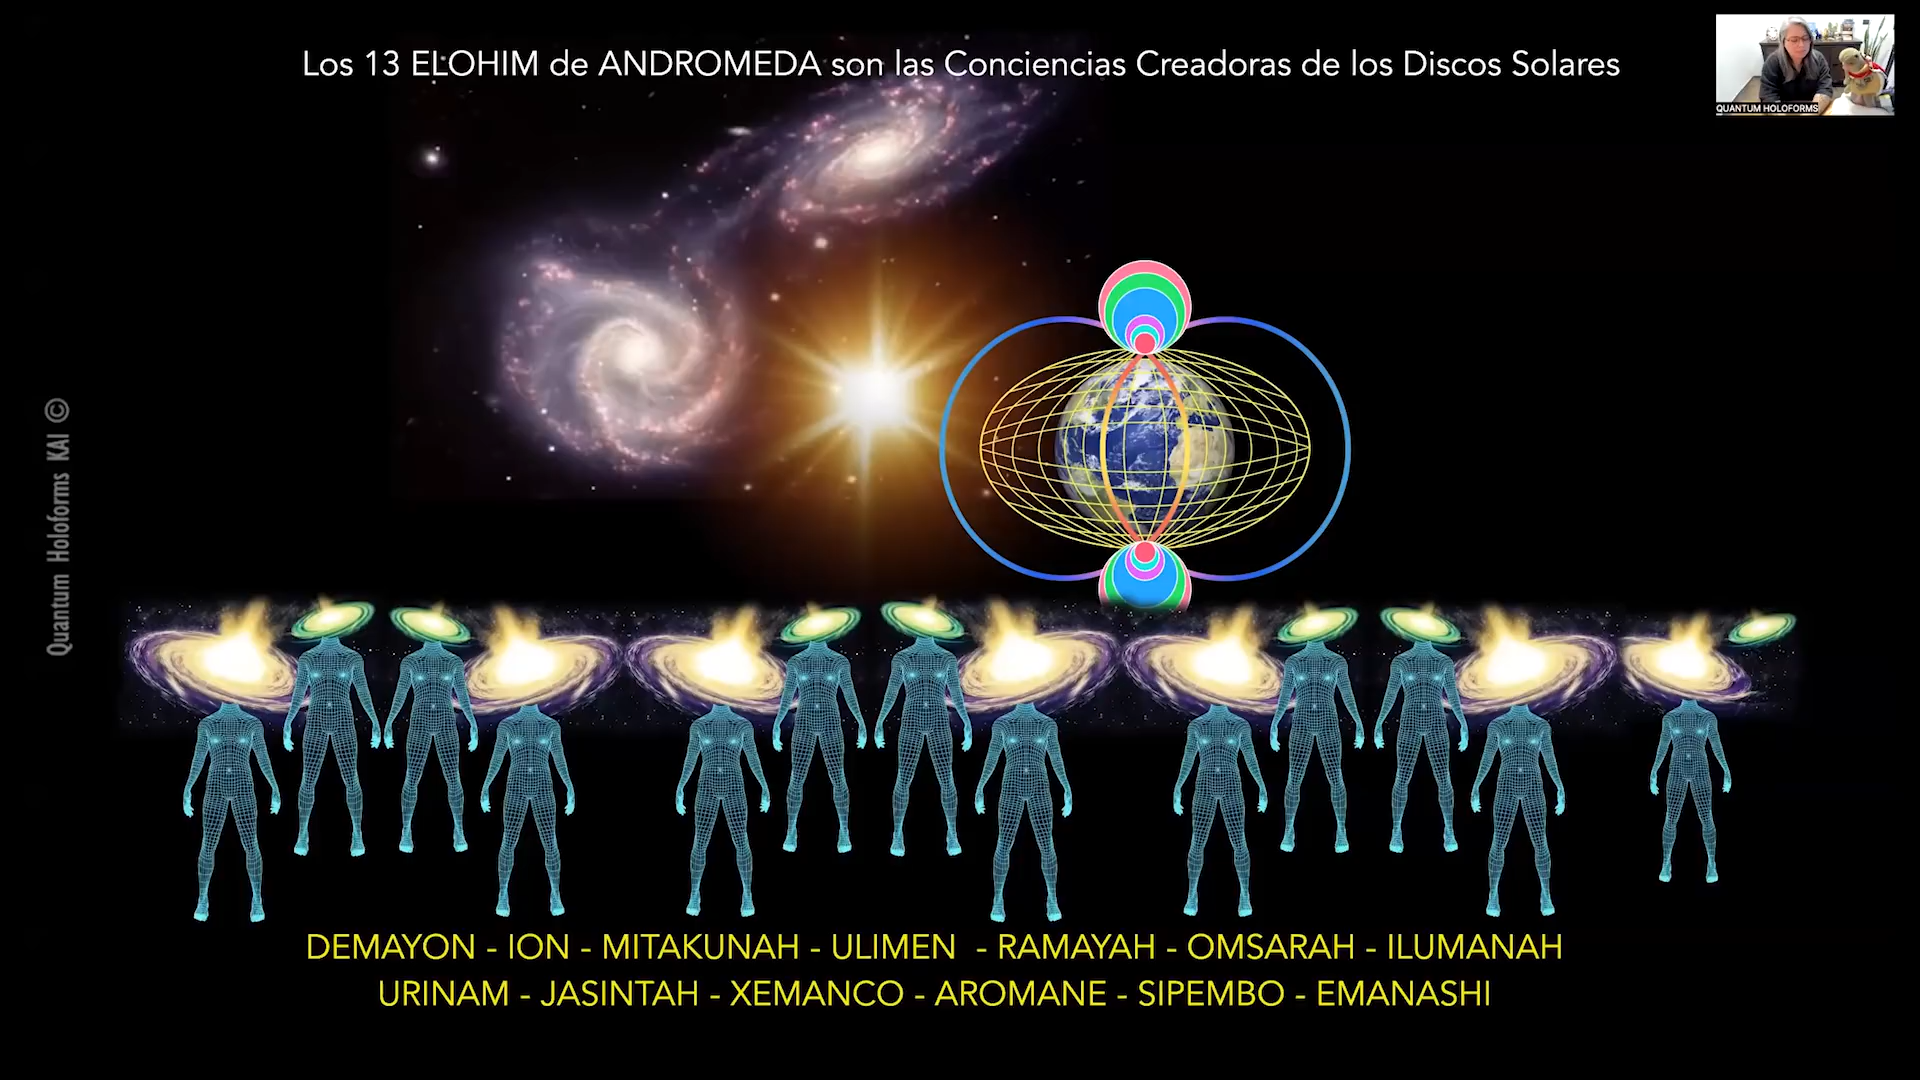 Los 13 ELOHIM de ANDROMEDA son las Conciencias Creadoras de los Discos Solares
QUANTUM HOLOFORMS
Quantum Holoforms KAI ©
DEMAYON - ION - MITAKUNAH - ULIMEN - RAMAYAH - OMSARAH - ILUMANAH
URINAM - JASINTAH - XEMANCO - AROMANE - SIPEMBO - EMANASHI